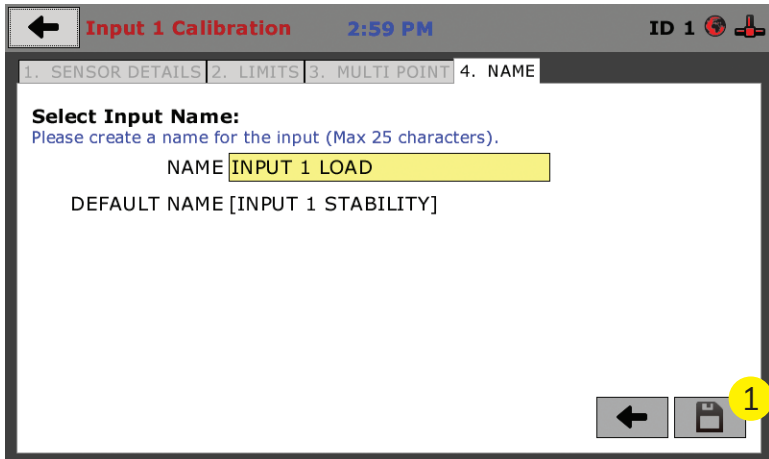 Input 1 Calibration 2:59 PM ID 1
1. SENSOR DETAILS 2. LIMITS 3. MULTI POINT 4. NAME
Select Input Name:
Please create a name for the input (Max 25 characters).
NAME INPUT 1 LOAD
DEFAULT NAME [INPUT 1 STABILITY]
1